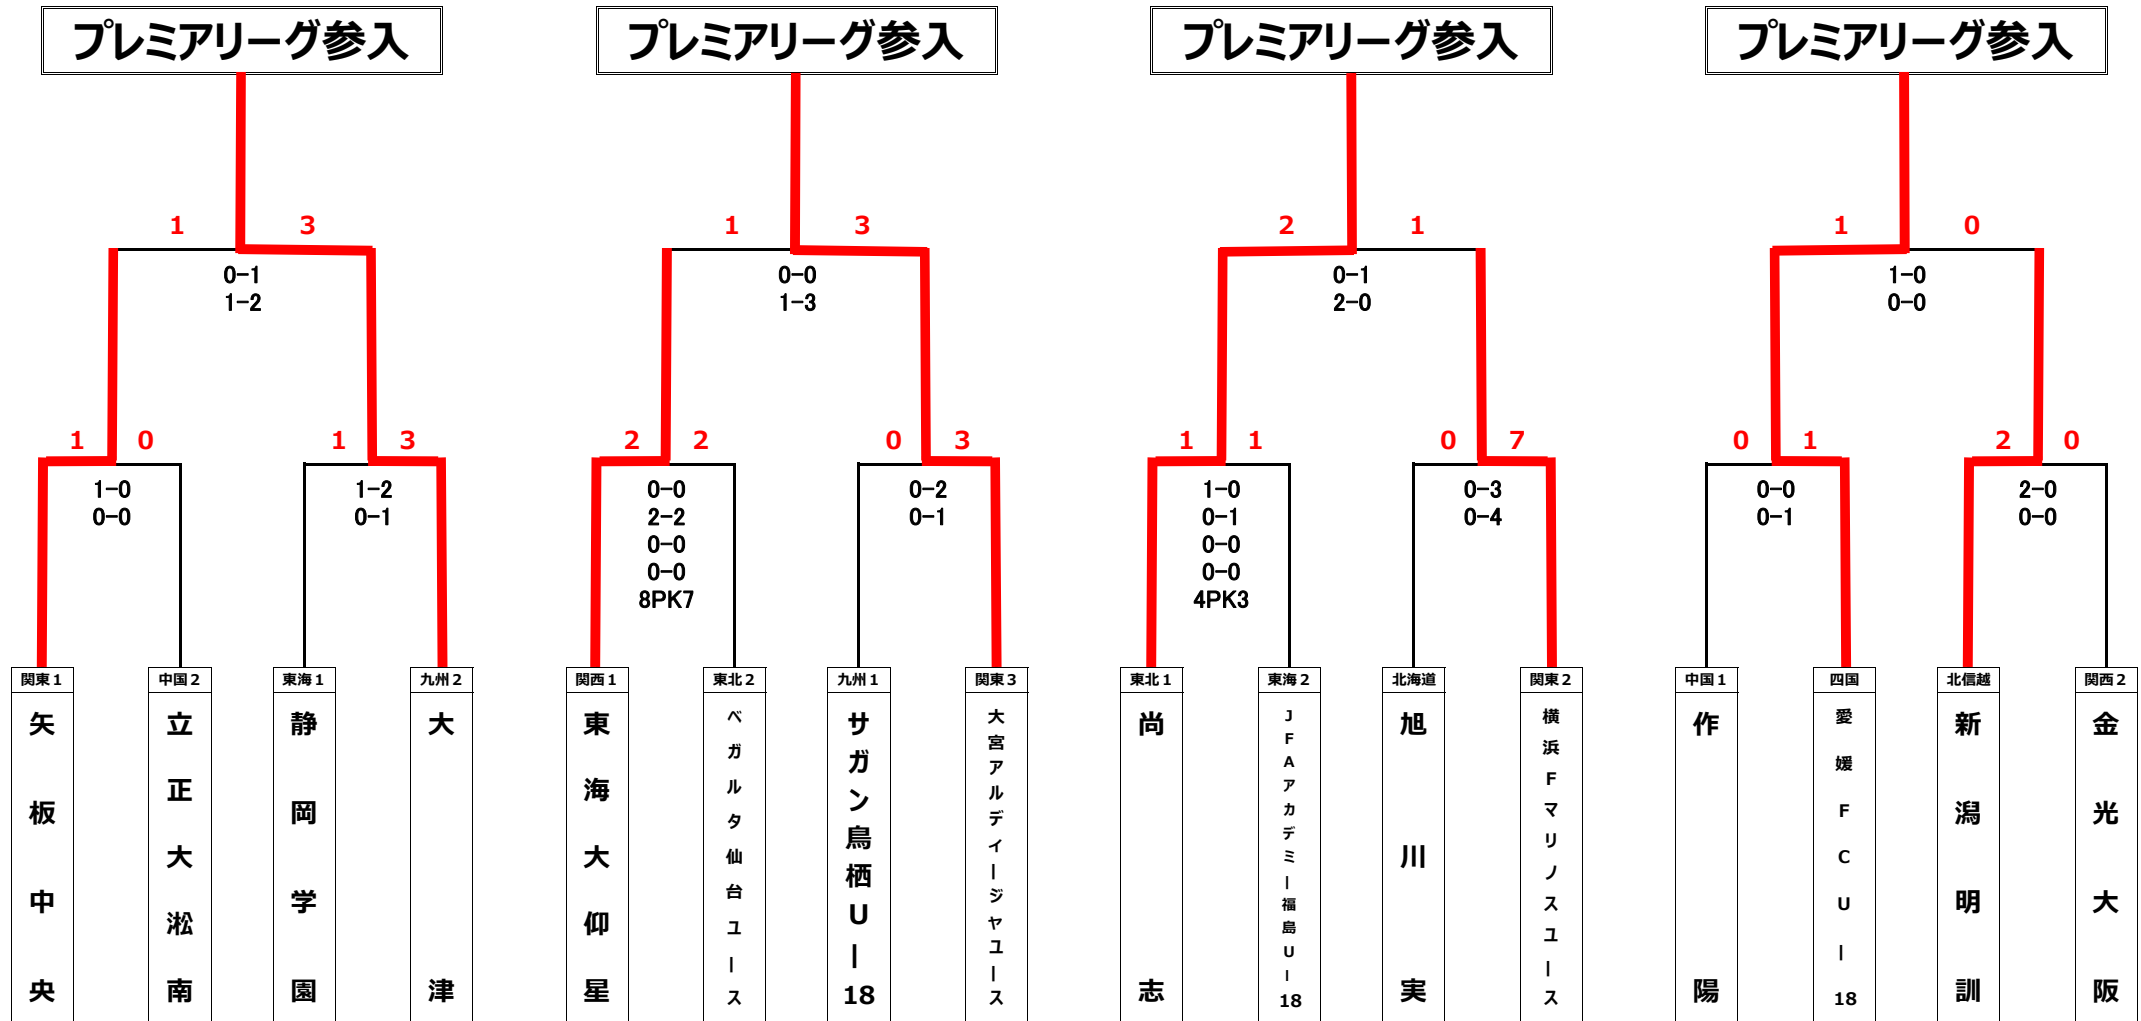 プレミアリーグ参入
プレミアリーグ参入
プレミアリーグ参入
プレミアリーグ参入
1 3
1 3
2 1
1 0
0-1
1-2
0-0
1-3
0-1
2-0
1-0
0-0
1 0
1 3
2 2
0 3
1 1
0 7
0 1
2 0
1-0
0-0
1-2
0-1
0-0
2-2
0-0
0-0
8PK7
0-2
0-1
1-0
0-1
0-0
0-0
4PK3
0-3
0-4
0-0
0-1
2-0
0-0
関東1
矢板中央
中国2
立正大淞南
東海1
静岡学園
九州2
大津
関西1
東海大仰星
東北2
ベガルタ仙台ユース
九州1
サガン鳥栖Uー18
関東3
大宮アルディージャユース
東北1
尚志
東海2
JFAアカデミー福島Uー18
北海道
旭川実
関東2
横浜Fマリノスユース
中国1
作陽
四国
愛媛FCUー18
北信越
新潟明訓
関西2
金光大阪